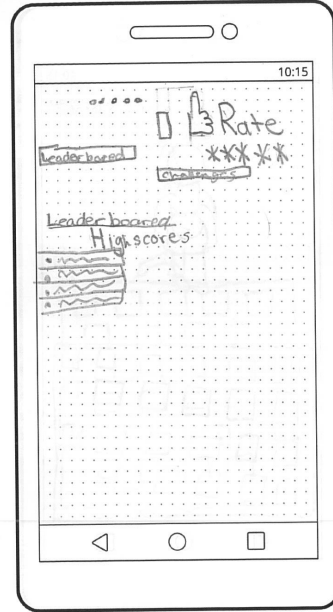 10:15
Rate
Leaderboared
*****
Challenges
Leaderboared
Highscores